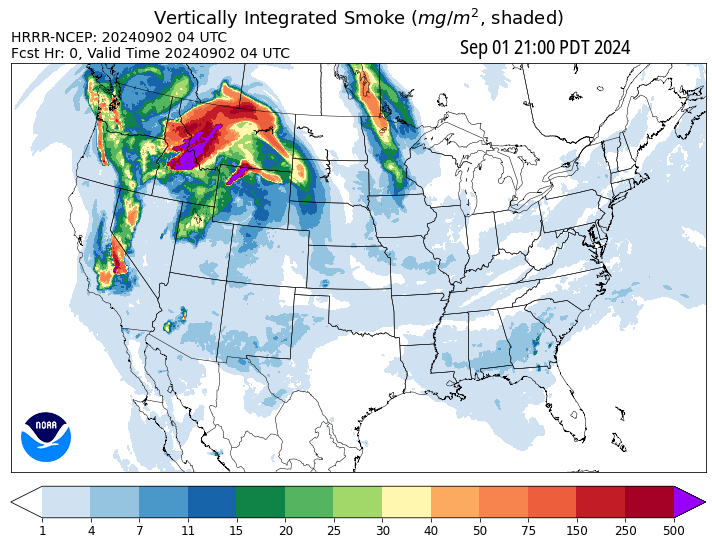 Vertically Integrated Smoke (mg/m², shaded)
HRRR-NCEP: 20240902 04 UTC
Fcst Hr: 0, Valid Time 20240902 04 UTC
Sep 01 21:00 PDT 2024
NOAA
1 4 7 11 15 20 25 30 40 50 75 150 250 500